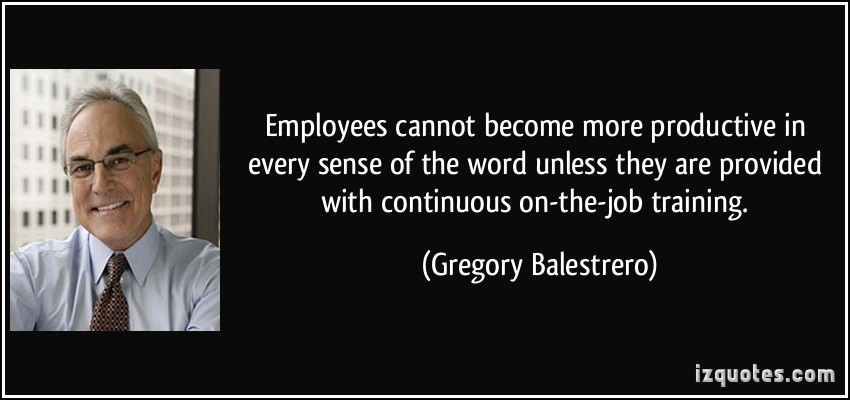 Employees cannot become more productive in
every sense of the word unless they are provided
with continuous on-the-job training.
(Gregory Balestrero)
izquotes.com